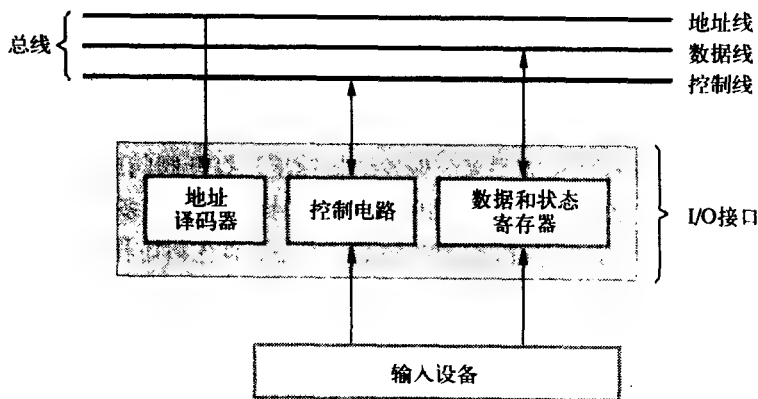 总线
地址线
数据线
控制线
地址
译码器
控制电路
数据和状态
寄存器
I/O接口
输入设备